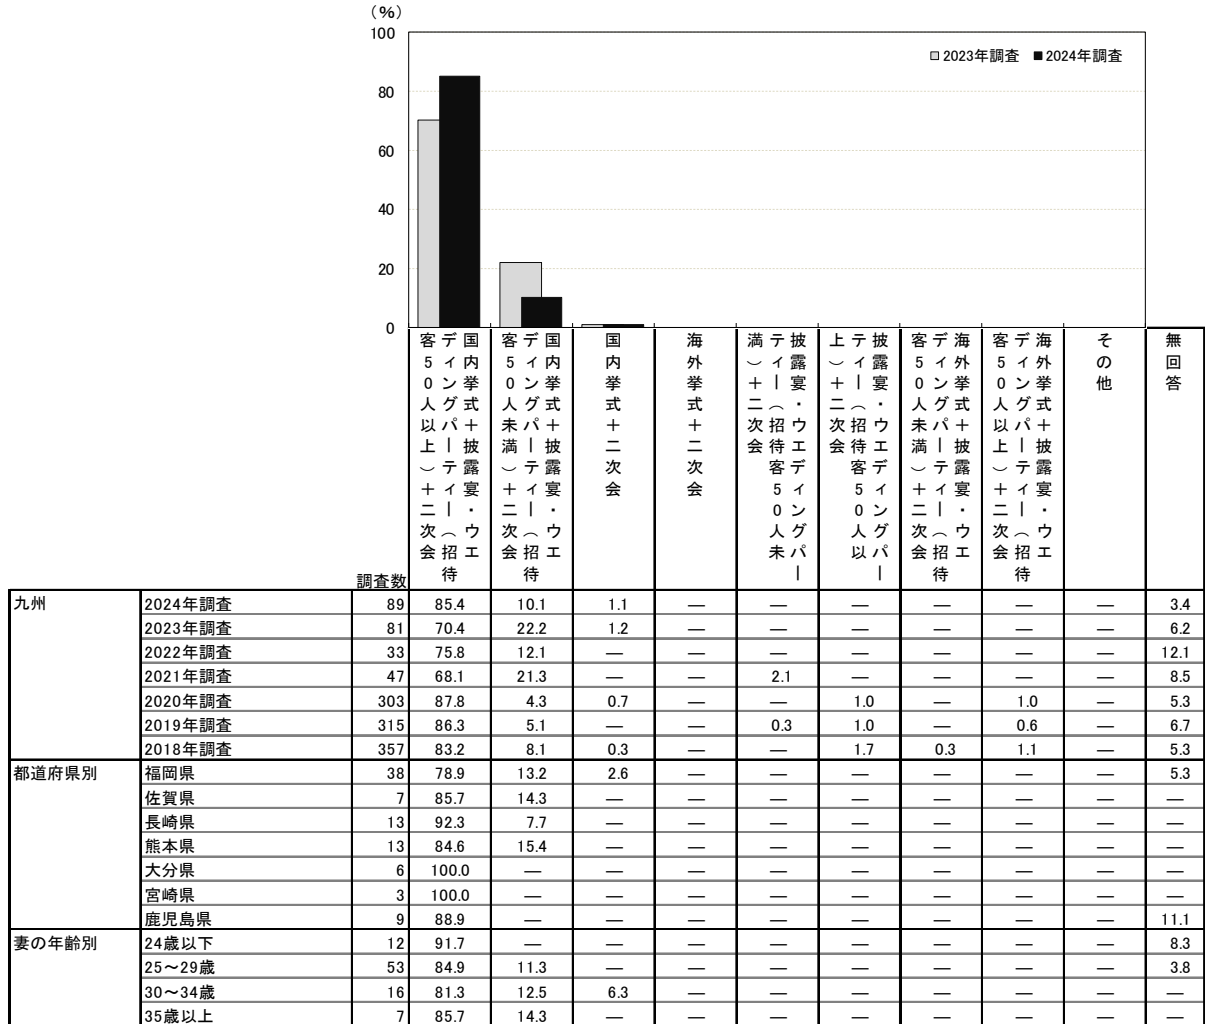 （％）
100
80
60
40
20
0
2023年調査 2024年調査
国内挙式＋披露宴・ウエディングパーティー（招待客50人以上）＋二次会
国内挙式＋披露宴・ウエディングパーティー（招待客50人未満）＋二次会
国内挙式＋二次会
海外挙式＋二次会
披露宴・ウエディングパーティー（招待客50人未満）＋二次会
披露宴・ウエディングパーティー（招待客50人以上）＋二次会
海外挙式＋披露宴・ウエディングパーティー（招待客50人未満）＋二次会
海外挙式＋披露宴・ウエディングパーティー（招待客50人以上）＋二次会
その他
無回答
調査数
九州 2024年調査 89 85.4 10.1 1.1 — — — — — — 3.4
2023年調査 81 70.4 22.2 1.2 — — — — — — 6.2
2022年調査 33 75.8 12.1 — — — — — — — 12.1
2021年調査 47 68.1 21.3 — — 2.1 — — — — 8.5
2020年調査 303 87.8 4.3 0.7 — — 1.0 — 1.0 — 5.3
2019年調査 315 86.3 5.1 — — 0.3 1.0 — 0.6 — 6.7
2018年調査 357 83.2 8.1 0.3 — — 1.7 0.3 1.1 — 5.3
都道府県別 福岡県 38 78.9 13.2 2.6 — — — — — — 5.3
佐賀県 7 85.7 14.3 — — — — — — — —
長崎県 13 92.3 7.7 — — — — — — — —
熊本県 13 84.6 15.4 — — — — — — — —
大分県 6 100.0 — — — — — — — — —
宮崎県 3 100.0 — — — — — — — — —
鹿児島県 9 88.9 — — — — — — — — 11.1
妻の年齢別 24歳以下 12 91.7 — — — — — — — — 8.3
25～29歳 53 84.9 11.3 — — — — — — — 3.8
30～34歳 16 81.3 12.5 6.3 — — — — — — —
35歳以上 7 85.7 14.3 — — — — — — — —